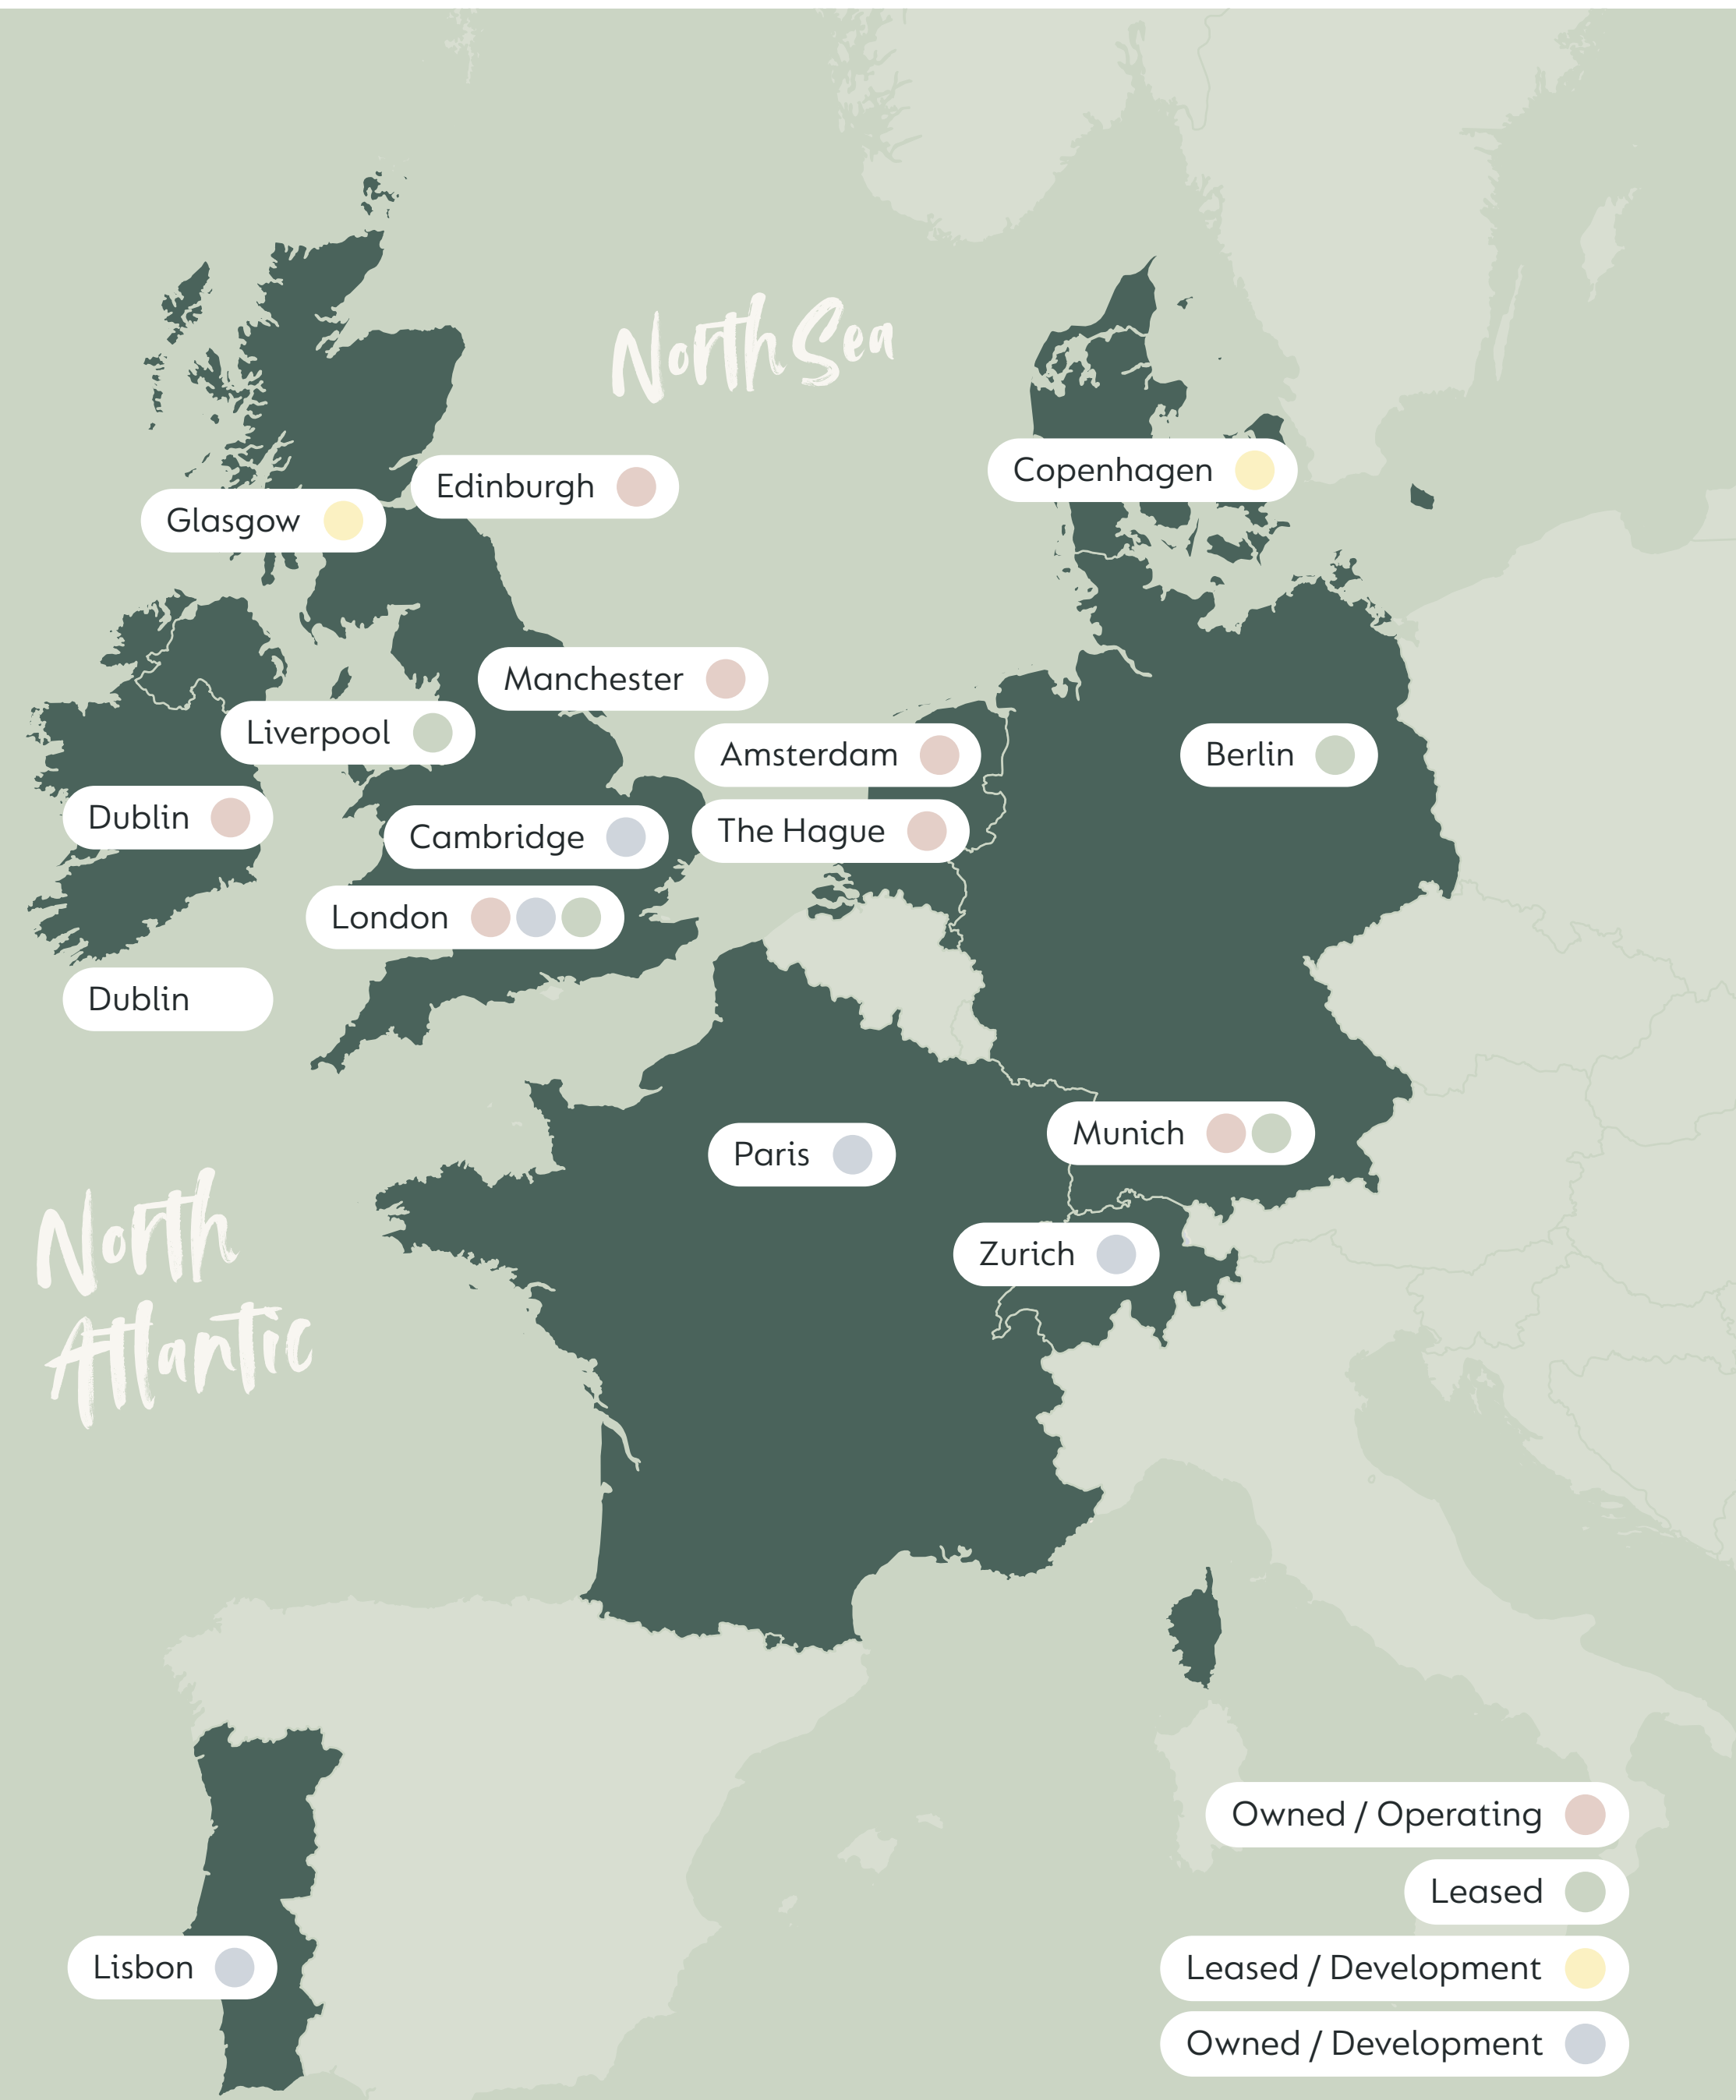 North Sea
Edinburgh
Copenhagen
Glasgow
Manchester
Liverpool
Amsterdam
Berlin
Dublin
Cambridge
The Hague
London
Dublin
Munich
Paris
North
Atlantic
Zurich
Owned / Operating
Leased
Lisbon
Leased / Development
Owned / Development